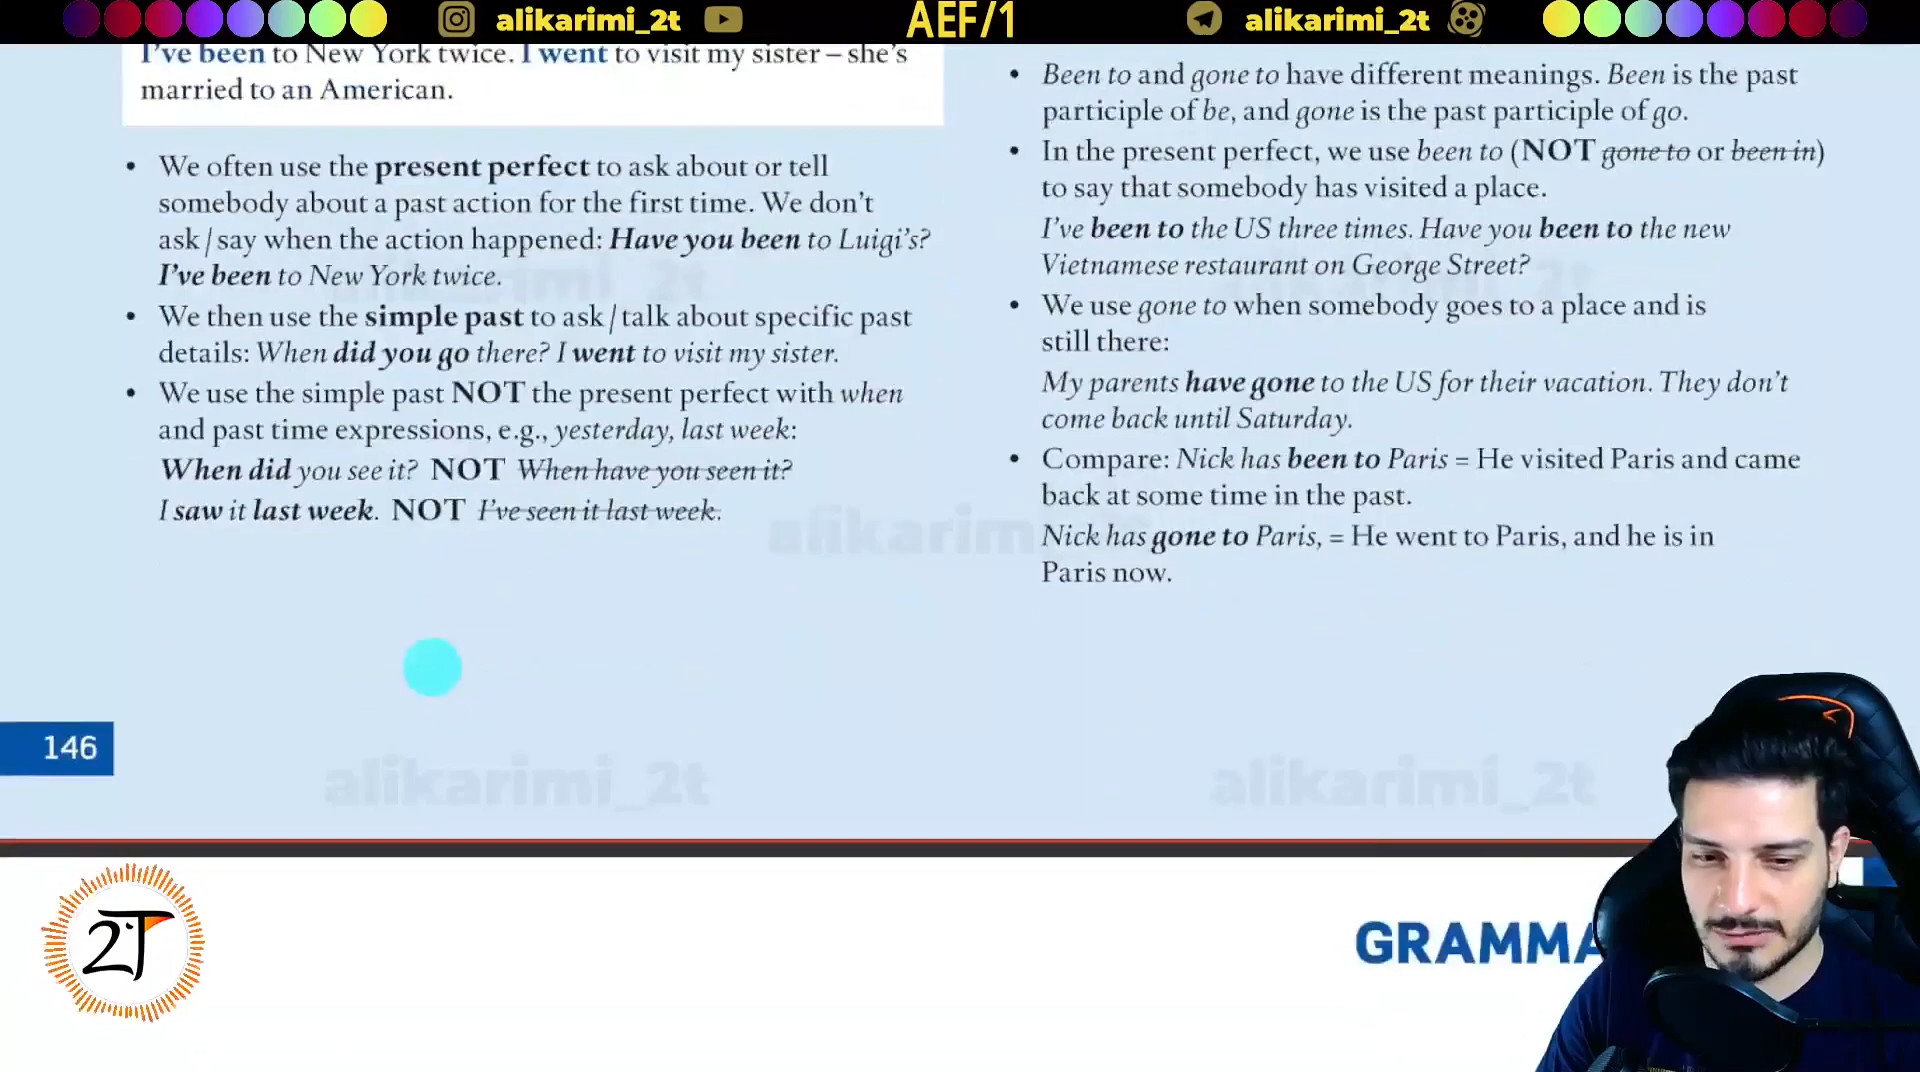 alikarimi_2t
AEF/1
alikarimi_2t
I've been to New York twice. I went to visit my sister – she's
married to an American.
• We often use the present perfect to ask about or tell
somebody about a past action for the first time. We don't
ask / say when the action happened: Have you been to Luigi's?
I've been to New York twice.
• We then use the simple past to ask / talk about specific past
details: When did you go there? I went to visit my sister.
• We use the simple past NOT the present perfect with when
and past time expressions, e.g., yesterday, last week:
When did you see it? NOT When have you seen it?
I saw it last week. NOT I've seen it last week.
• Been to and gone to have different meanings. Been is the past
participle of be, and gone is the past participle of go.
• In the present perfect, we use been to (NOT gone to or been in)
to say that somebody has visited a place.
I've been to the US three times. Have you been to the new
Vietnamese restaurant on George Street?
• We use gone to when somebody goes to a place and is
still there:
My parents have gone to the US for their vacation. They don't
come back until Saturday.
• Compare: Nick has been to Paris = He visited Paris and came
back at some time in the past.
Nick has gone to Paris, = He went to Paris, and he is in
Paris now.
alikarimi_2t
146
alikarimi_2t
alikarimi_2t
2T
GRAMMA